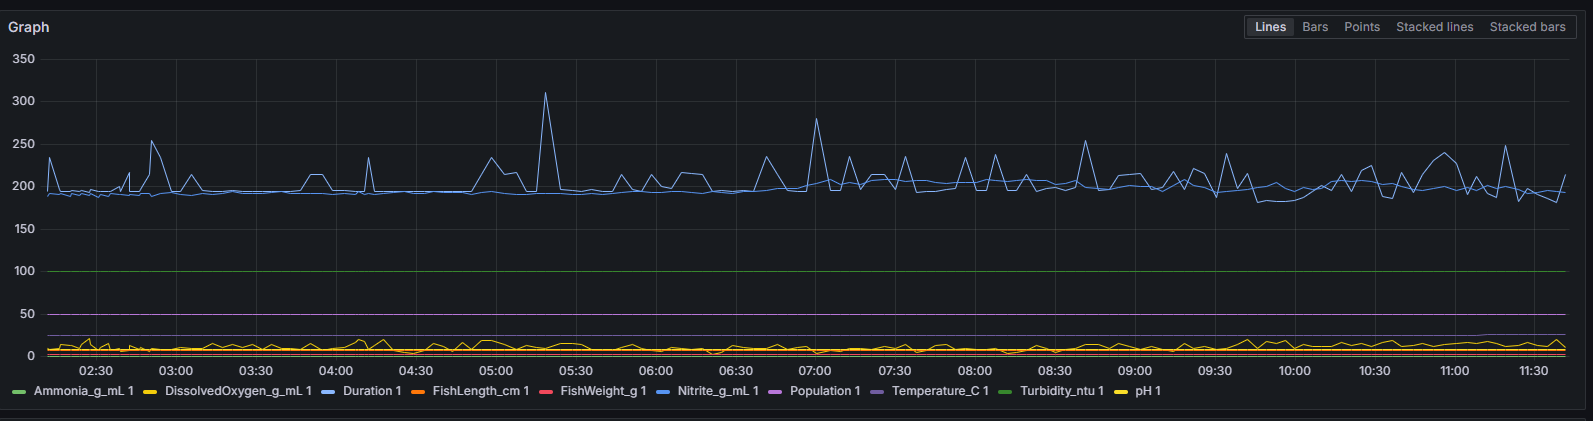 Graph
Lines Bars Points Stacked lines Stacked bars
350
300
250
200
150
100
50
0
02:30 03:00 03:30 04:00 04:30 05:00 05:30 06:00 06:30 07:00 07:30 08:00 08:30 09:00 09:30 10:00 10:30 11:00 11:30
Ammonia_g_mL 1 DissolvedOxygen_g_mL 1 Duration 1 FishLength_cm 1 FishWeight_g 1 Nitrite_g_mL 1 Population 1 Temperature_C 1 Turbidity_ntu 1 pH 1